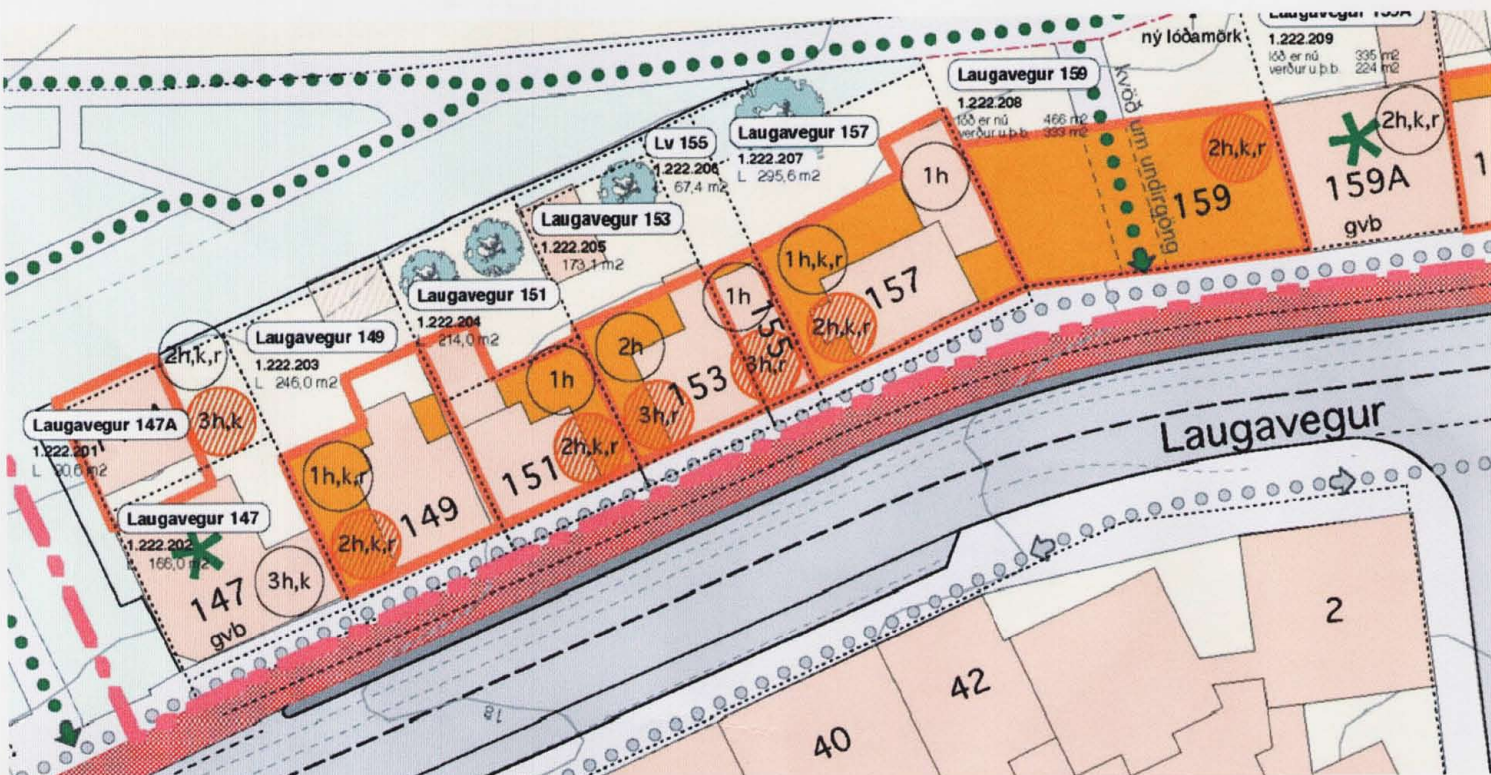 Laugavegur 159A
1.222.209
lóð er nú 335 m2
verður u.þ.b. 224 m2
ný lóðamörk
Laugavegur 159
1.222.208
lóð er nú 466 m2
verður u.þ.b. 333 m2
kvöð um undirgöng
2h,k,r
159
2h,k,r
159A
gvb
1
Laugavegur 157
1.222.207
L 295,6 m2
1h
1h,k,r
157
2h,k,r
Lv 155
1.222.206
67,4 m2
1h
155
3h,r
Laugavegur 153
1.222.205
173,1 m2
2h
153
3h,r
Laugavegur 151
1.222.204
L 214,0 m2
1h
151
2h,k,r
Laugavegur 149
1.222.203
L 246,0 m2
1h,k,r
149
2h,k,r
2h,k,r
3h,k
Laugavegur 147A
1.222.201
L 90,6 m2
Laugavegur 147
1.222.202
166,0 m2
147
gvb
3h,k
Laugavegur
2
42
40